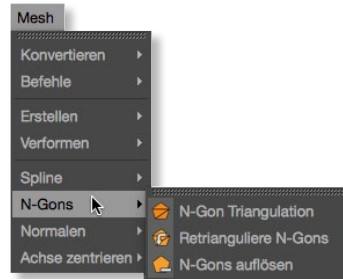 Mesh
Konvertieren
Befehle
Erstellen
Verformen
Spline
N-Gons
Normalen
Achse zentrieren
N-Gon Triangulation
Retrianguliere N-Gons
N-Gons auflösen